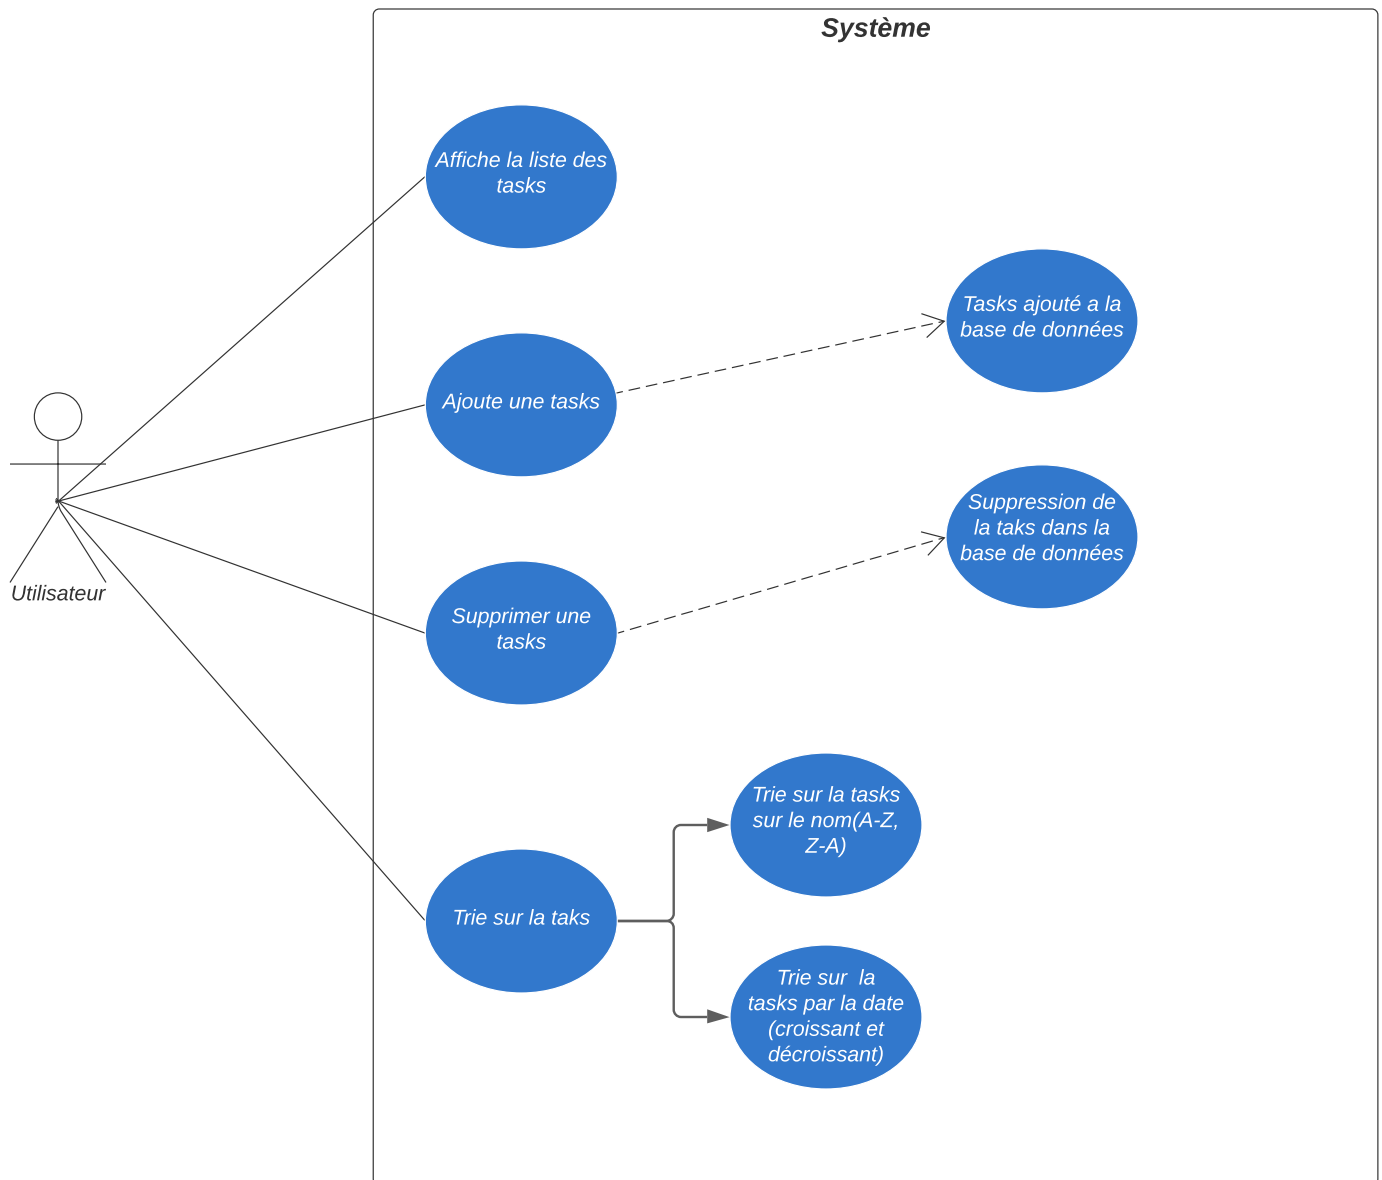 Système
Affiche la liste des
tasks
Tasks ajouté a la
base de données
Ajoute une tasks
Suppression de
la taks dans la
base de données
Utilisateur
Supprimer une
tasks
Trie sur la tasks
sur le nom(A-Z,
Z-A)
Trie sur la taks
Trie sur  la
tasks par la date
(croissant et
décroissant)